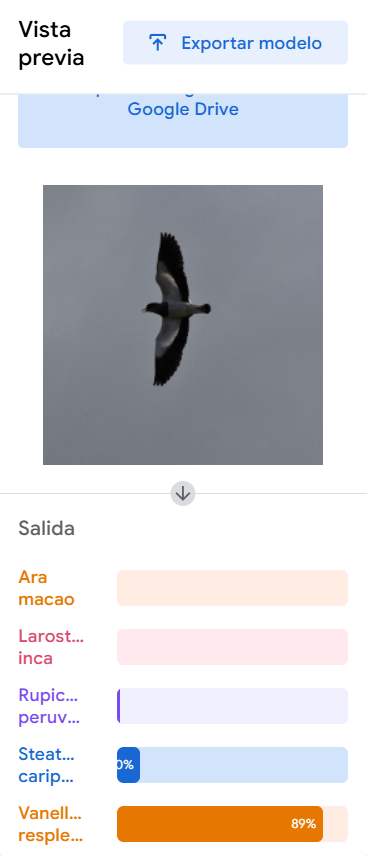 Vista
previa
Exportar modelo
Google Drive
Salida
Ara
macao
Larost...
inca
Rupic...
peruv...
Steat...
carip...
0%
Vanell...
resple...
89%